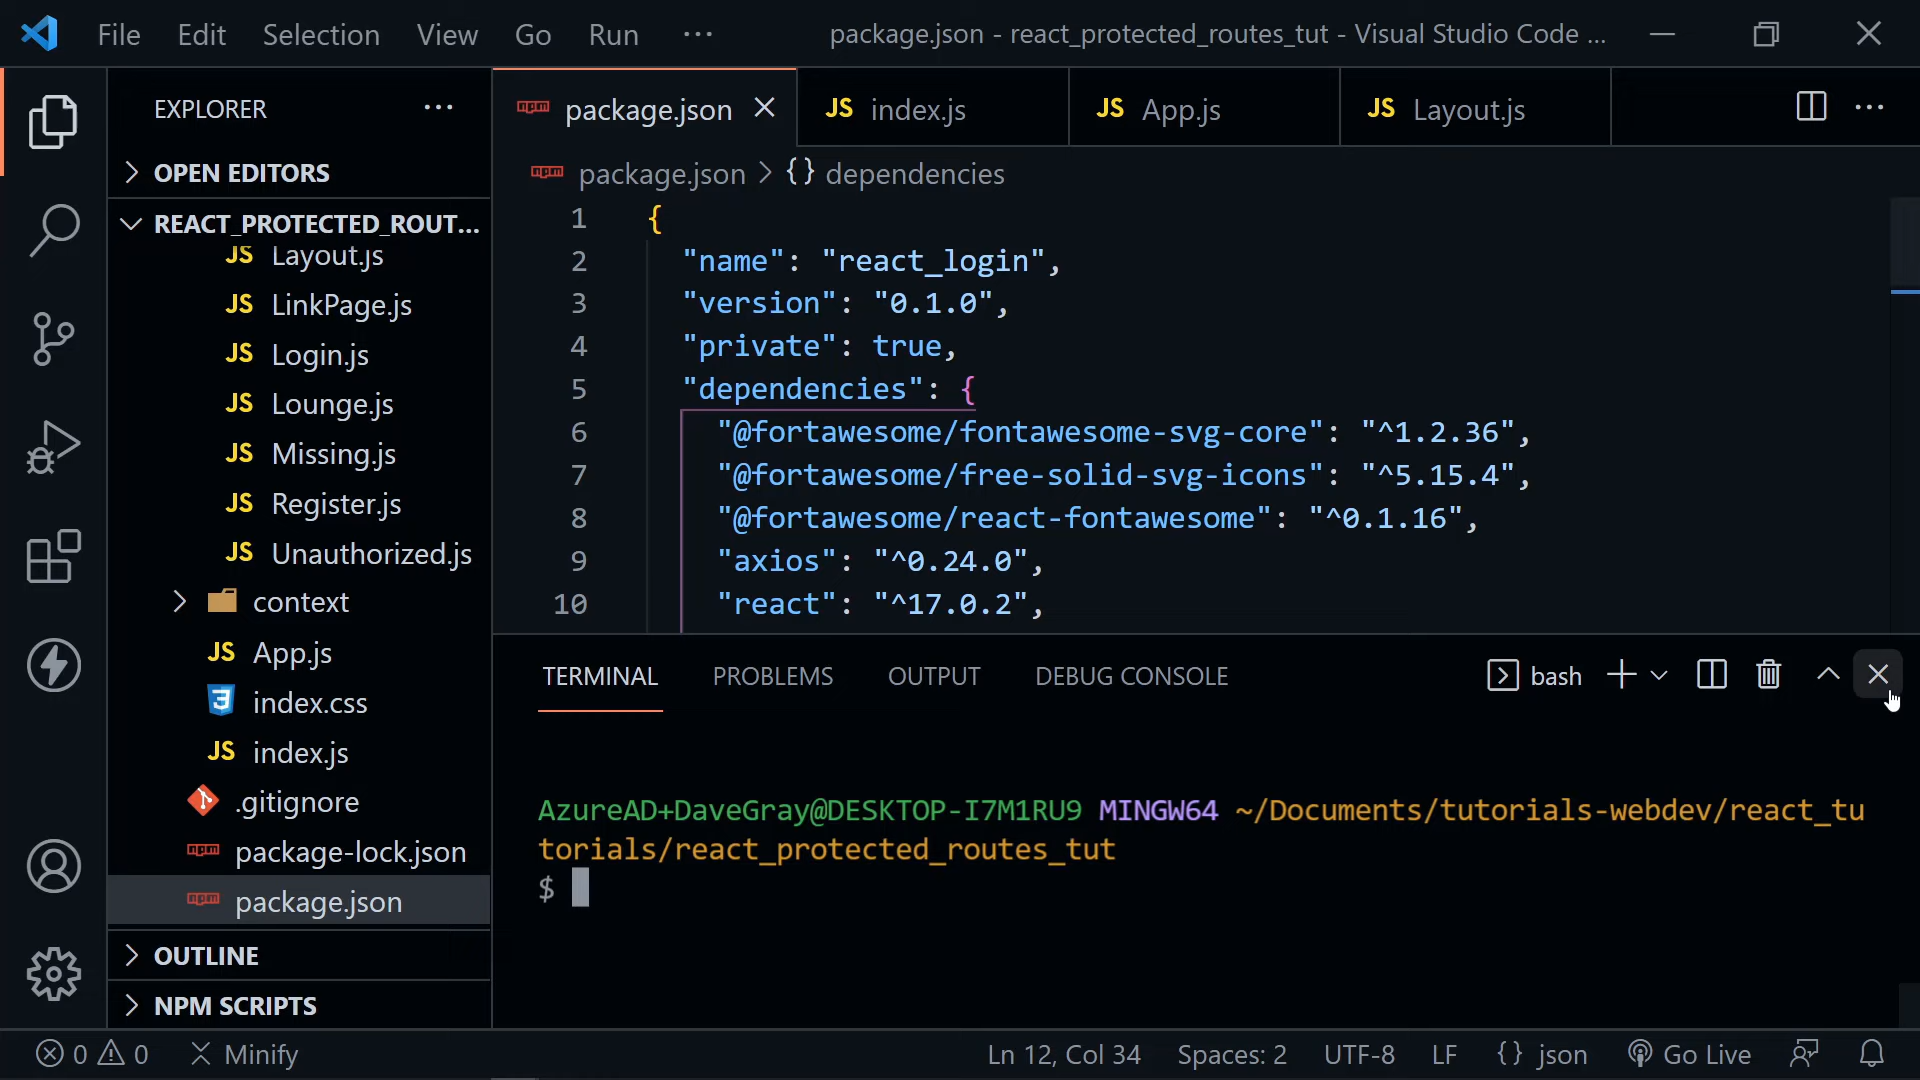 File Edit Selection View Go Run ··· package.json - react_protected_routes_tut - Visual Studio Code ...
EXPLORER ···
OPEN EDITORS
REACT_PROTECTED_ROUT...
JS Layout.js
JS LinkPage.js
JS Login.js
JS Lounge.js
JS Missing.js
JS Register.js
JS Unauthorized.js
context
JS App.js
index.css
JS index.js
.gitignore
package-lock.json
package.json
OUTLINE
NPM SCRIPTS
package.json JS index.js JS App.js JS Layout.js ···
package.json > {} dependencies
1 {
2 "name": "react_login",
3 "version": "0.1.0",
4 "private": true,
5 "dependencies": {
6 "@fortawesome/fontawesome-svg-core": "^1.2.36",
7 "@fortawesome/free-solid-svg-icons": "^5.15.4",
8 "@fortawesome/react-fontawesome": "^0.1.16",
9 "axios": "^0.24.0",
10 "react": "^17.0.2",
TERMINAL PROBLEMS OUTPUT DEBUG CONSOLE bash
AzureAD+DaveGray@DESKTOP-I7M1RU9 MINGW64 ~/Documents/tutorials-webdev/react_tu
torials/react_protected_routes_tut
$
0 0 Minify Ln 12, Col 34 Spaces: 2 UTF-8 LF {} json Go Live